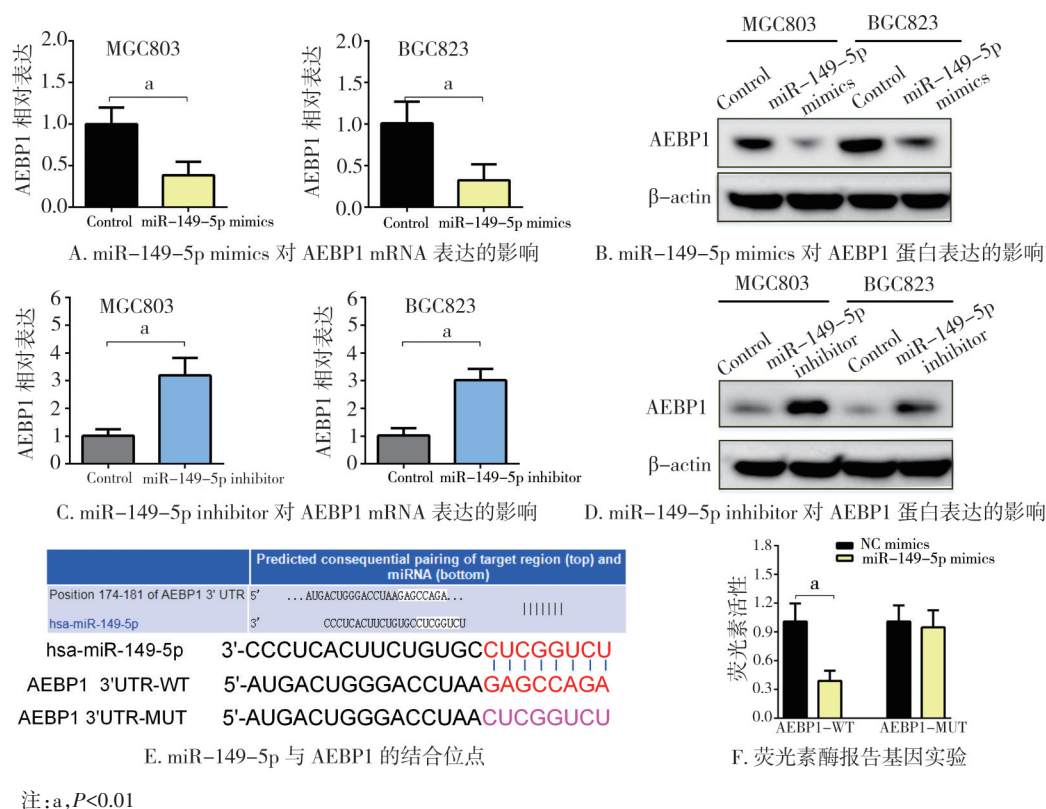 MGC803
BGC823
AEBP1 相对表达
2.0
1.5
1.0
0.5
0.0
a
Control
miR-149-5p mimics
AEBP1 相对表达
2.0
1.5
1.0
0.5
0.0
a
Control
miR-149-5p mimics
A. miR-149-5p mimics 对 AEBP1 mRNA 表达的影响
MGC803
BGC823
Control
miR-149-5p
mimics
Control
miR-149-5p
mimics
AEBP1
β-actin
B. miR-149-5p mimics 对 AEBP1 蛋白表达的影响
MGC803
BGC823
AEBP1 相对表达
6
5
4
3
2
1
0
a
Control
miR-149-5p inhibitor
AEBP1 相对表达
6
5
4
3
2
1
0
a
Control
miR-149-5p inhibitor
C. miR-149-5p inhibitor 对 AEBP1 mRNA 表达的影响
MGC803
BGC823
Control
miR-149-5p
inhibitor
Control
miR-149-5p
inhibitor
AEBP1
β-actin
D. miR-149-5p inhibitor 对 AEBP1 蛋白表达的影响
Predicted consequential pairing of target region (top) and
miRNA (bottom)
Position 174-181 of AEBP1 3' UTR 5' ...AUGACUGGGACCUAAGAGCCAGA...
hsa-miR-149-5p 3' CCCUCACUUCUGUGCCUCGGUCU
hsa-miR-149-5p 3'-CCCUCACUUCUGUGCCUCGGUCU
AEBP1 3'UTR-WT 5'-AUGACUGGGACCUAAGAGCCAGA
AEBP1 3'UTR-MUT 5'-AUGACUGGGACCUAACUCGGUCU
E. miR-149-5p 与 AEBP1 的结合位点
NC mimics
miR-149-5p mimics
荧光素活性
1.8
1.5
1.2
0.9
0.6
0.3
0.0
a
AEBP1-WT
AEBP1-MUT
F. 荧光素酶报告基因实验
注:a,P<0.01